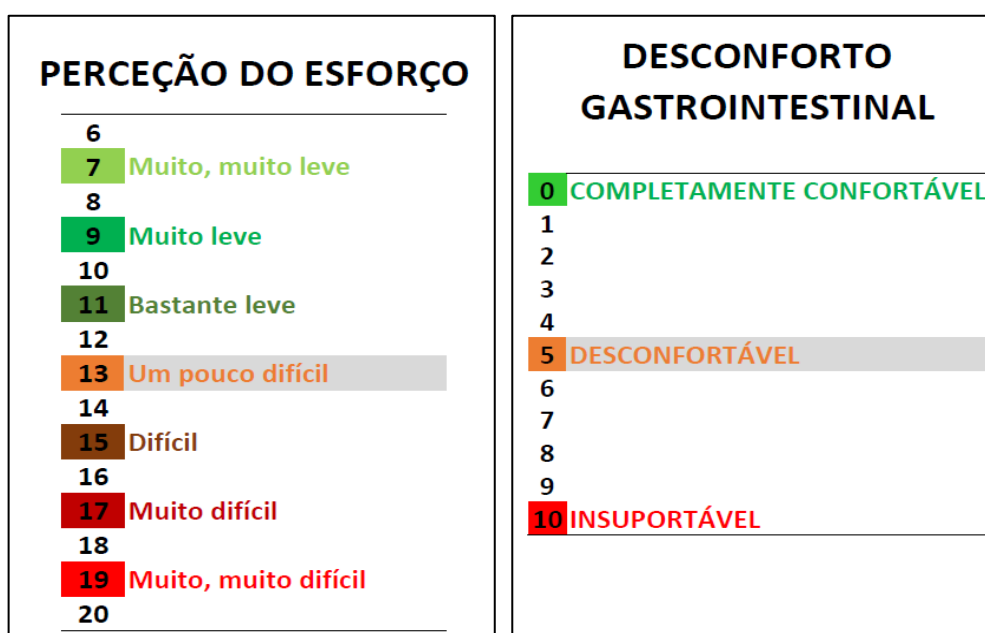 PERCEÇÃO DO ESFORÇO
6
7 Muito, muito leve
8
9 Muito leve
10
11 Bastante leve
12
13 Um pouco difícil
14
15 Difícil
16
17 Muito difícil
18
19 Muito, muito difícil
20
DESCONFORTO
GASTROINTESTINAL
0 COMPLETAMENTE CONFORTÁVEL
1
2
3
4
5 DESCONFORTÁVEL
6
7
8
9
10 INSUPORTÁVEL